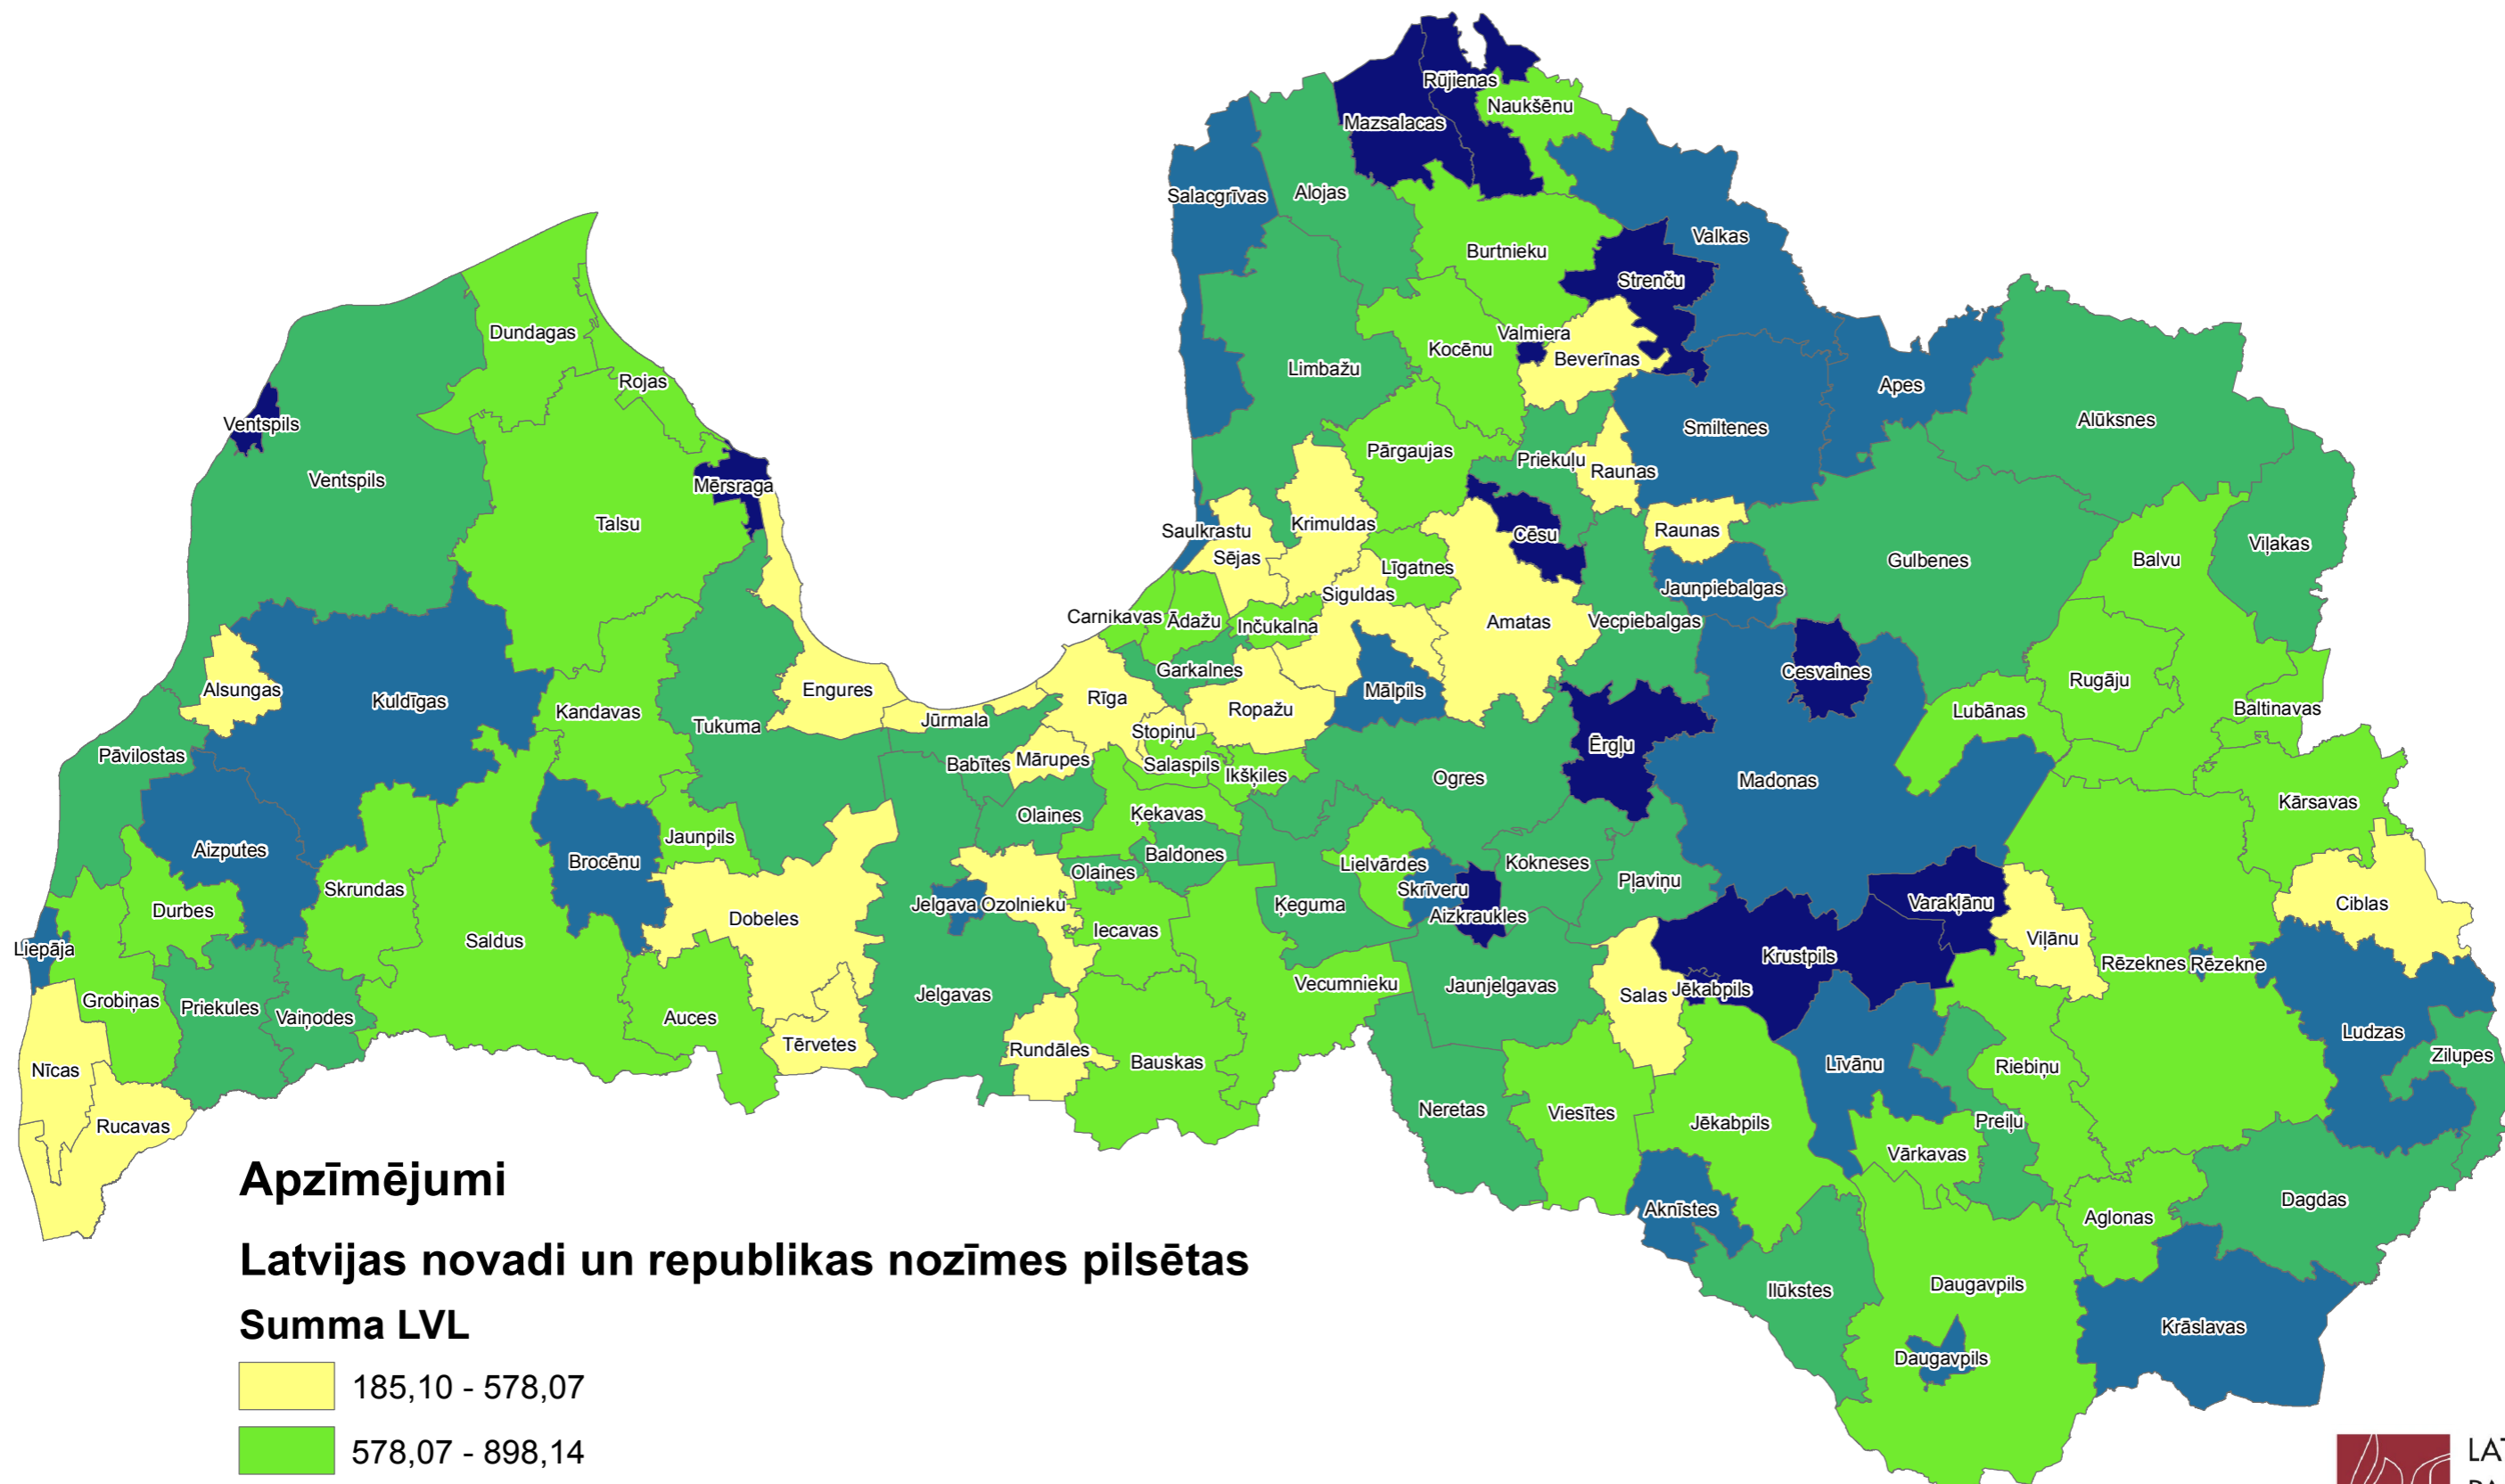 Rūjienas
Naukšēnu
Mazsalacas
Salacgrīvas
Alojas
Valkas
Burtnieku
Strenču
Dundagas
Valmiera
Kocēnu
Beverīnas
Limbažu
Rojas
Apes
Alūksnes
Ventspils
Smiltenes
Pārgaujas
Priekuļu
Raunas
Ventspils
Mērsraga
Talsu
Krimuldas
Saulkrastu
Cēsu
Raunas
Viļakas
Sējas
Līgatnes
Gulbenes
Balvu
Siguldas
Jaunpiebalgas
Carnikavas
Ādažu
Inčukalna
Amatas
Vecpiebalgas
Garkalnes
Cesvaines
Rugāju
Alsungas
Engures
Mālpils
Kuldīgas
Rīga
Ropažu
Lubānas
Baltinavas
Kandavas
Jūrmala
Tukuma
Stopiņu
Ērgļu
Pāvilostas
Babītes
Mārupes
Salaspils
Ikšķiles
Ogres
Madonas
Kārsavas
Olaines
Ķekavas
Jaunpils
Aizputes
Brocēnu
Baldones
Lielvārdes
Kokneses
Olaines
Pļaviņu
Skrundas
Skrīveru
Durbes
Jelgava
Ozolnieku
Ķeguma
Varakļānu
Ciblas
Dobeles
Aizkraukles
Iecavas
Saldus
Viļānu
Liepāja
Krustpils
Rēzeknes
Rēzekne
Grobiņas
Priekules
Vaiņodes
Jelgavas
Vecumnieku
Jaunjelgavas
Salas
Jēkabpils
Auces
Ludzas
Tērvetes
Rundāles
Bauskas
Līvānu
Riebiņu
Zilupes
Nīcas
Neretas
Viesītes
Jēkabpils
Preiļu
Rucavas
Vārkavas
Apzīmējumi
Aknīstes
Aglonas
Dagdas
Latvijas novadi un republikas nozīmes pilsētas
Ilūkstes
Daugavpils
Krāslavas
Summa LVL
Daugavpils
185,10 - 578,07
578,07 - 898,14